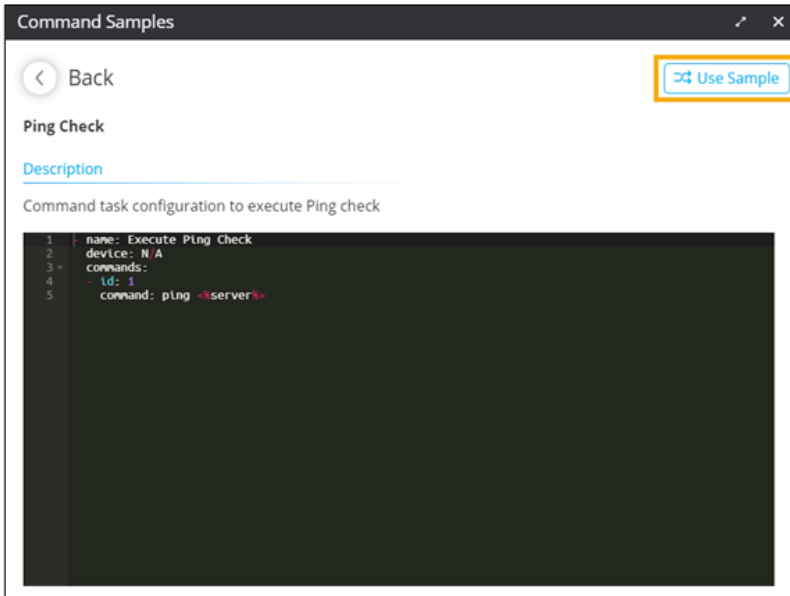 Command Samples
Back
Use Sample
Ping Check
Description
Command task configuration to execute Ping check
1 - name: Execute Ping Check
2 device: N/A
3 commands:
4 - id: 1
5 command: ping <%server%>